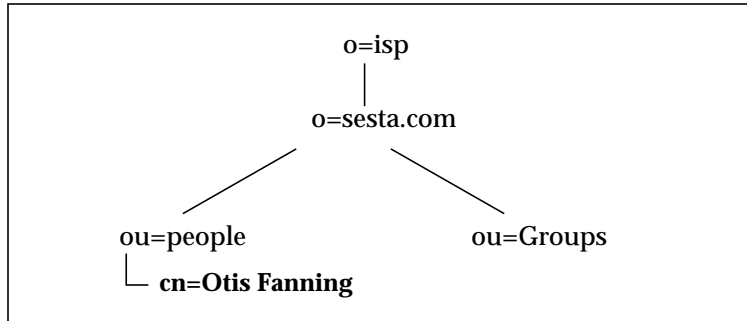 o=isp
o=sesta.com
ou=people
ou=Groups
cn=Otis Fanning